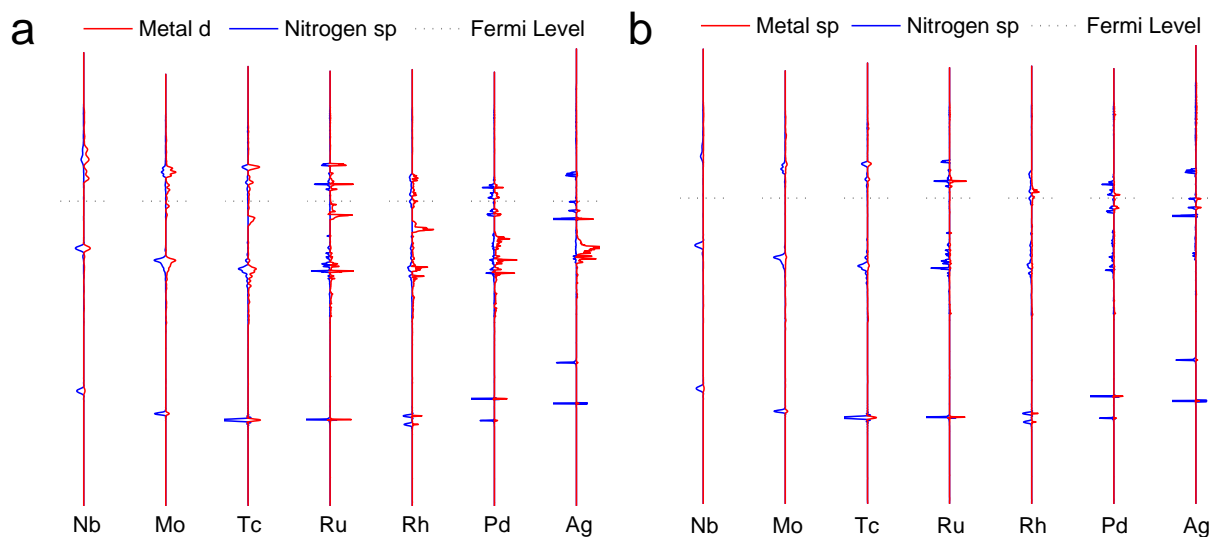 a
Metal d Nitrogen sp Fermi Level
Nb Mo Tc Ru Rh Pd Ag
b
Metal sp Nitrogen sp Fermi Level
Nb Mo Tc Ru Rh Pd Ag